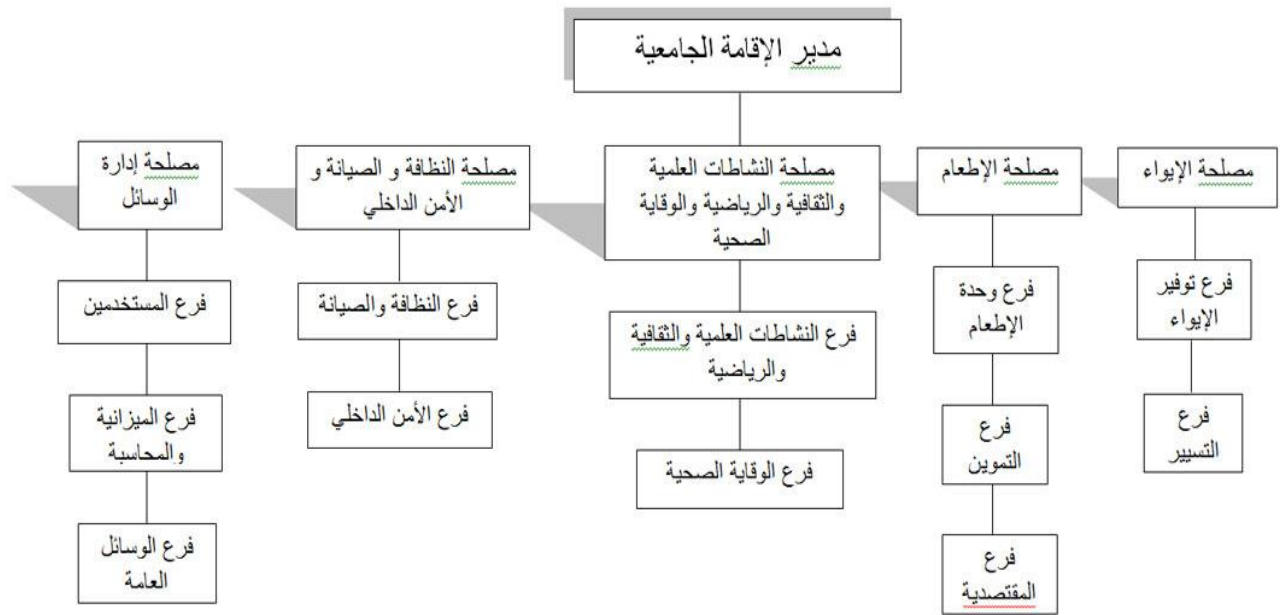 مدير الإقامة الجامعية
مصلحة الإيواء
فرع توفير
الإيواء
فرع
التسيير
مصلحة الإطعام
فرع وحدة
الإطعام
فرع
التموين
فرع
المقتصدية
مصلحة النشاطات العلمية
والثقافية والرياضية والوقاية
الصحية
فرع النشاطات العلمية والثقافية
والرياضية
فرع الوقاية الصحية
مصلحة النظافة و الصيانة و
الأمن الداخلي
فرع النظافة والصيانة
فرع الأمن الداخلي
مصلحة إدارة
الوسائل
فرع المستخدمين
فرع الميزانية
والمحاسبة
فرع الوسائل
العامة